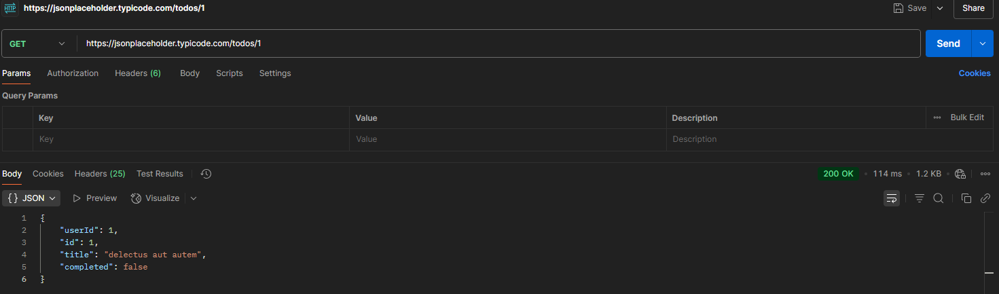 HTTP https://jsonplaceholder.typicode.com/todos/1 Save Share
GET https://jsonplaceholder.typicode.com/todos/1 Send
Params Authorization Headers (6) Body Scripts Settings Cookies
Query Params
Key Value Description Bulk Edit
Key Value Description
Body Cookies Headers (25) Test Results 200 OK 114 ms 1.2 KB
{} JSON Preview Visualize
1 {
2 "userId": 1,
3 "id": 1,
4 "title": "delectus aut autem",
5 "completed": false
6 }